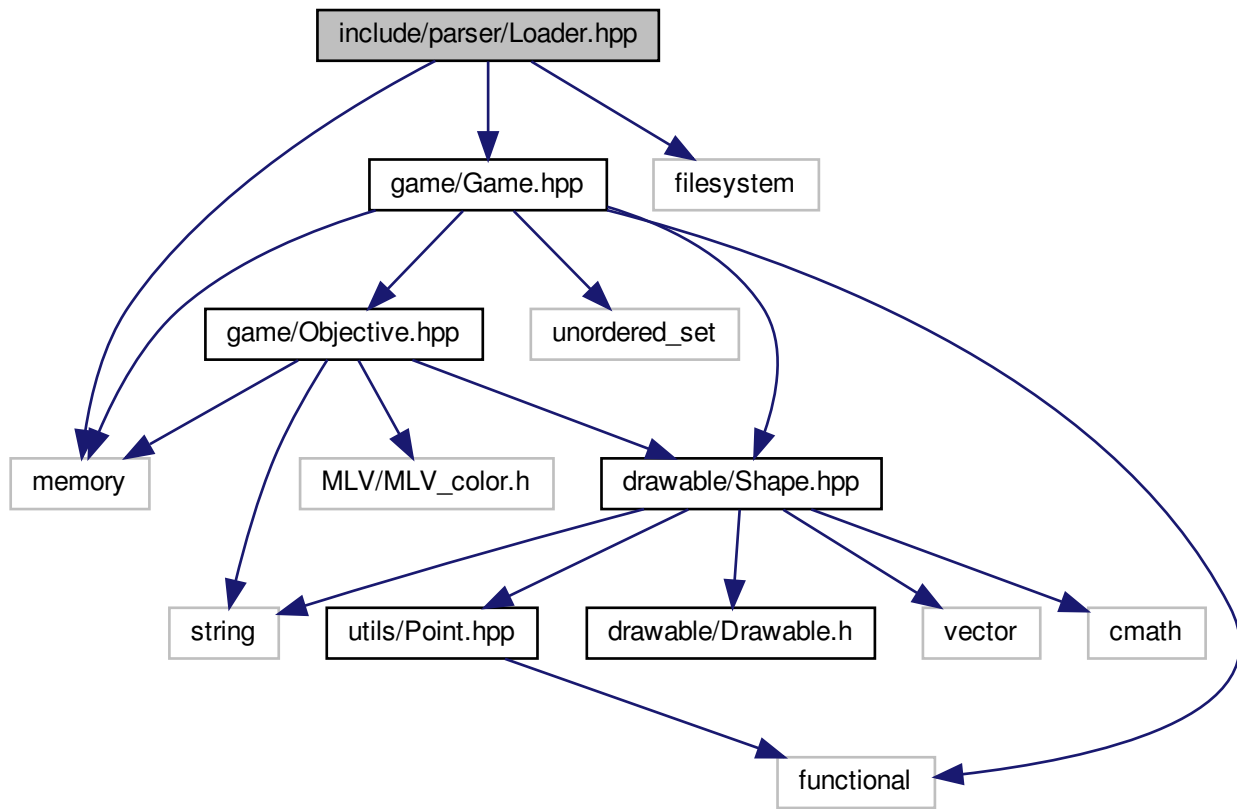 include/parser/Loader.hpp
game/Game.hpp
filesystem
game/Objective.hpp
unordered_set
memory
MLV/MLV_color.h
drawable/Shape.hpp
string
utils/Point.hpp
drawable/Drawable.h
vector
cmath
functional